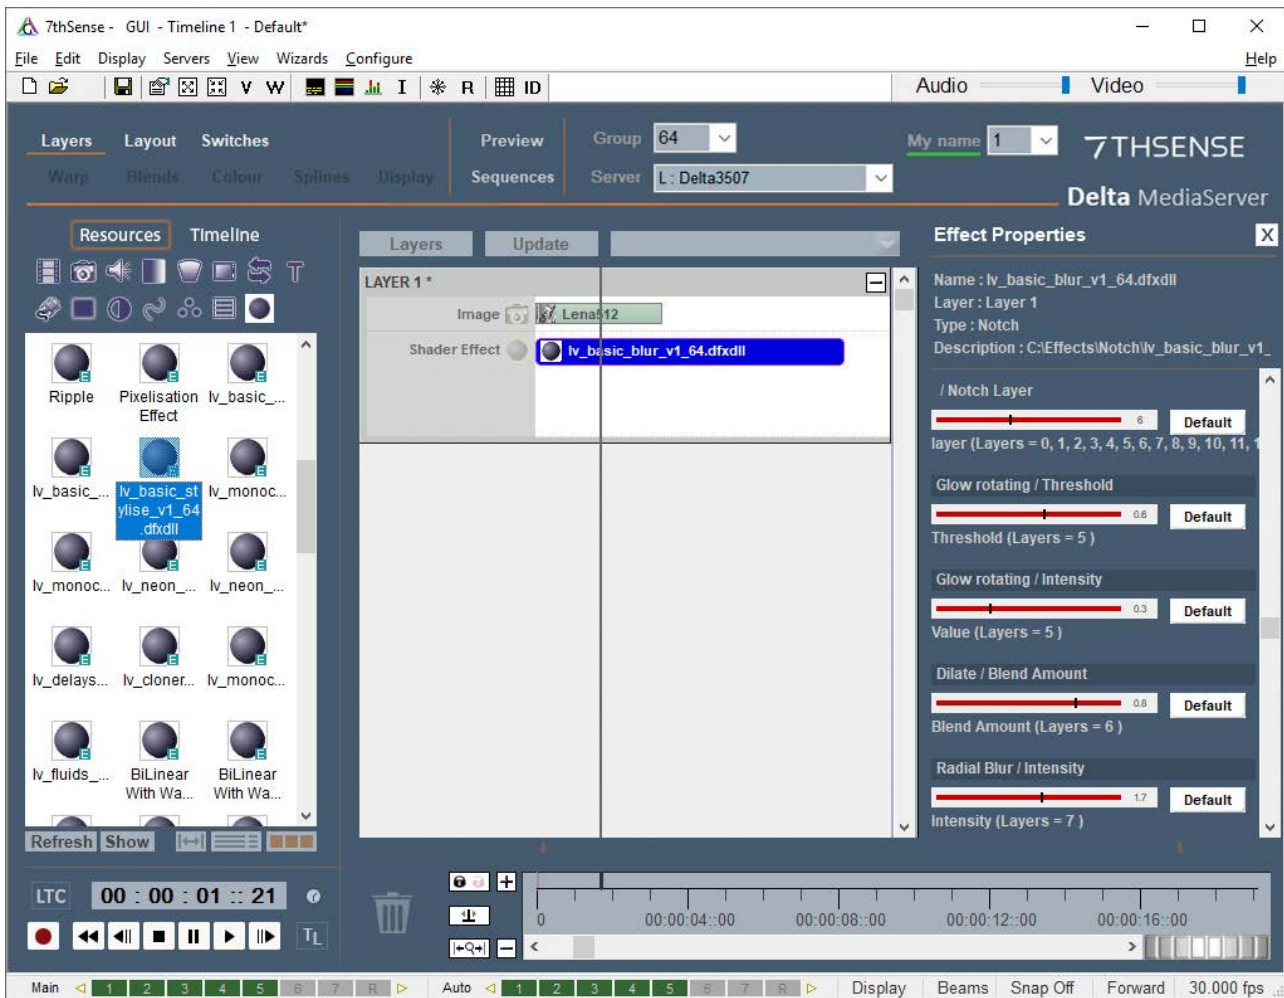 7thSense - GUI - Timeline 1 - Default*
File Edit Display Servers View Wizards Configure Help
V W I R ID Audio Video
Layers Layout Switches Preview Group 64 My name 1 7THSENSE
Warp Blends Colour Splines Display Sequences Server L : Delta3507
Delta MediaServer
Resources Timeline
T
Ripple Pixelisation Effect lv_basic_...
lv_basic_... lv_basic_st
ylise_v1_64
.dfxdll lv_monoc...
lv_monoc... lv_neon_... lv_neon_...
lv_delays... lv_cloner... lv_monoc...
lv_fluids_... BiLinear
With Wa... BiLinear
With Wa...
Refresh Show
Layers Update
LAYER 1 *
Image Lena512
Shader Effect lv_basic_blur_v1_64.dfxdll
Effect Properties X
Name : lv_basic_blur_v1_64.dfxdll
Layer : Layer 1
Type : Notch
Description : C:\Effects\Notch\lv_basic_blur_v1_
/ Notch Layer
6 Default
layer (Layers = 0, 1, 2, 3, 4, 5, 6, 7, 8, 9, 10, 11, 1
Glow rotating / Threshold
0.6 Default
Threshold (Layers = 5 )
Glow rotating / Intensity
0.3 Default
Value (Layers = 5 )
Dilate / Blend Amount
0.8 Default
Blend Amount (Layers = 6 )
Radial Blur / Intensity
1.7 Default
Intensity (Layers = 7 )
LTC 00 : 00 : 01 :: 21
TL
0 00:00:04::00 00:00:08::00 00:00:12::00 00:00:16::00
Main 1 2 3 4 5 6 7 R Auto 1 2 3 4 5 6 7 R Display Beams Snap Off Forward 30.000 fps